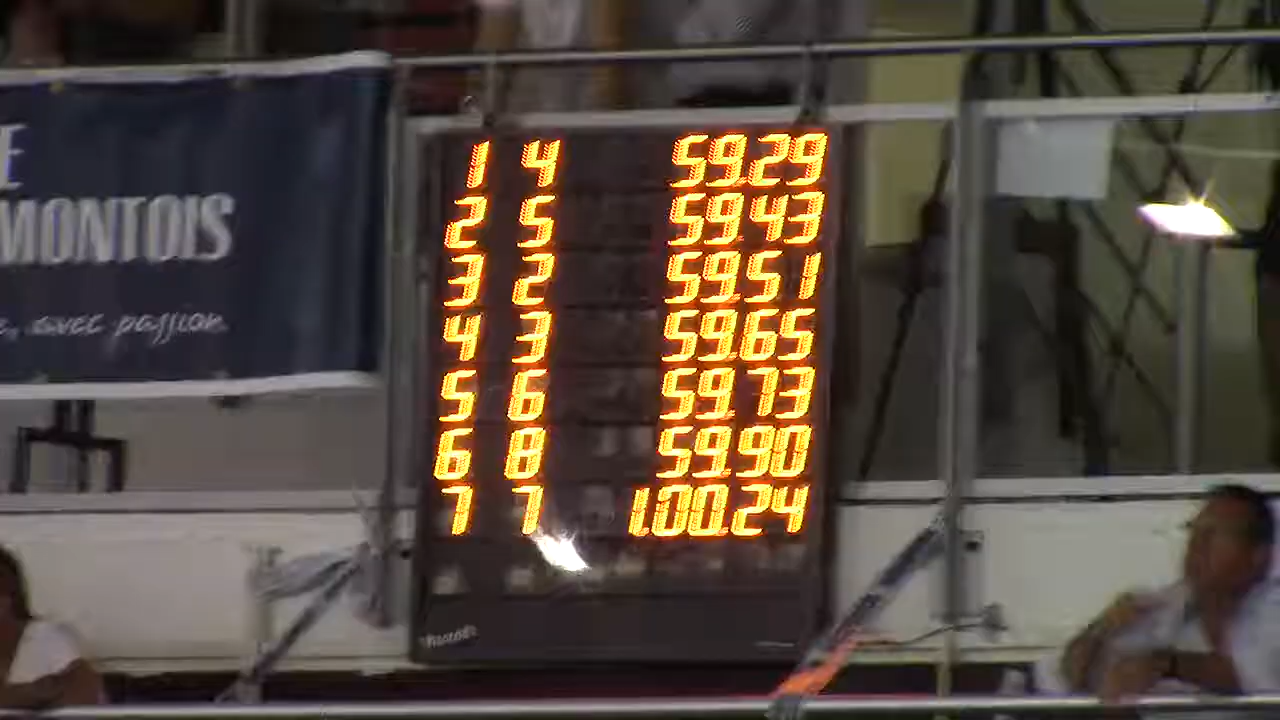 E
MONTOIS
, avec passion.
1 4 59.29
2 5 59.43
3 2 59.51
4 3 59.65
5 6 59.73
6 8 59.90
7 7 1.00.24